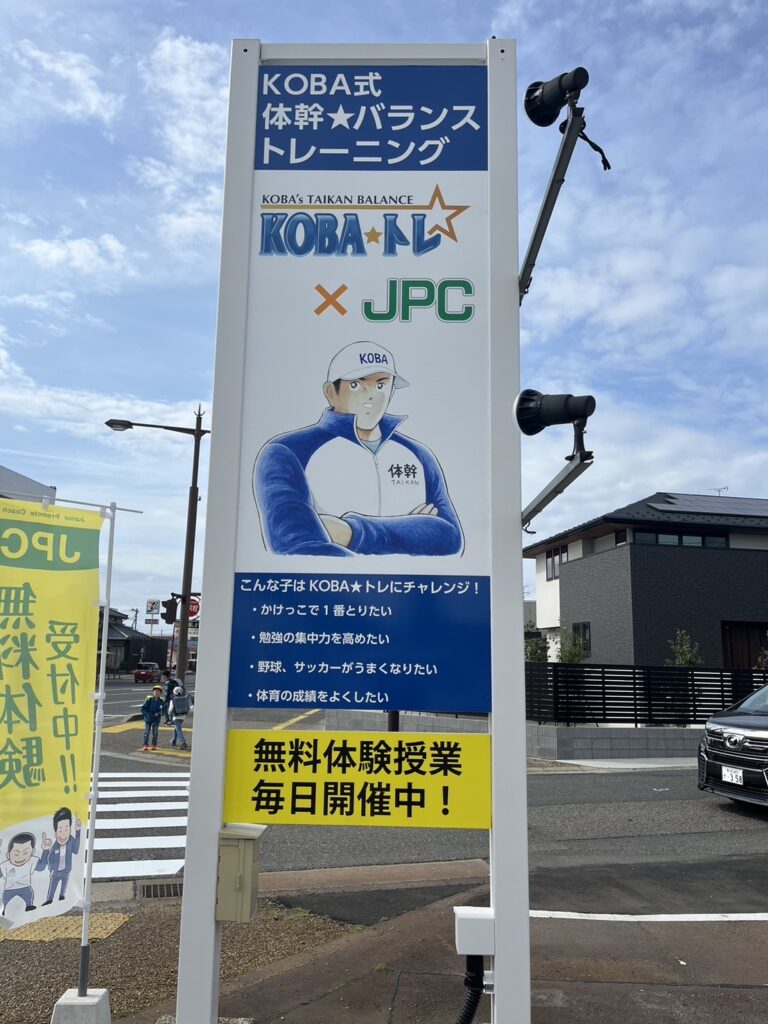 KOBA式
体幹★バランス
トレーニング
KOBA's TAIKAN BALANCE
KOBA★トレ
× JPC
KOBA
体幹
TAIKAN
こんな子は KOBA★トレにチャレンジ!
・かけっこで1番とりたい
・勉強の集中力を高めたい
・野球、サッカーがうまくなりたい
・体育の成績をよくしたい
無料体験授業
毎日開催中!
Junior Promote Coach
JPC
無料体験
受付中!!
・358